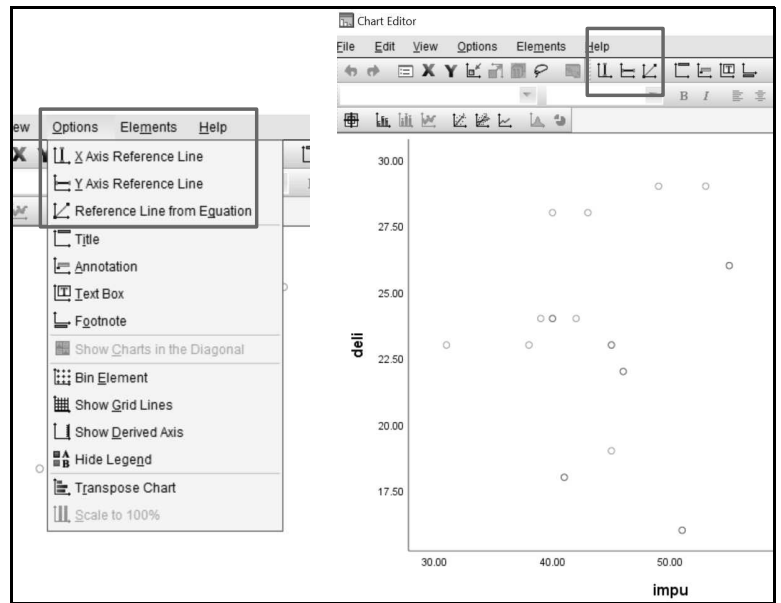 ew Options Elements Help
X Axis Reference Line
Y Axis Reference Line
Reference Line from Equation
Title
Annotation
Text Box
Footnote
Show Charts in the Diagonal
Bin Element
Show Grid Lines
Show Derived Axis
Hide Legend
Transpose Chart
Scale to 100%
Chart Editor
File Edit View Options Elements Help
X Y
B I
30.00
27.50
25.00
22.50
20.00
17.50
deli
30.00 40.00 50.00
impu